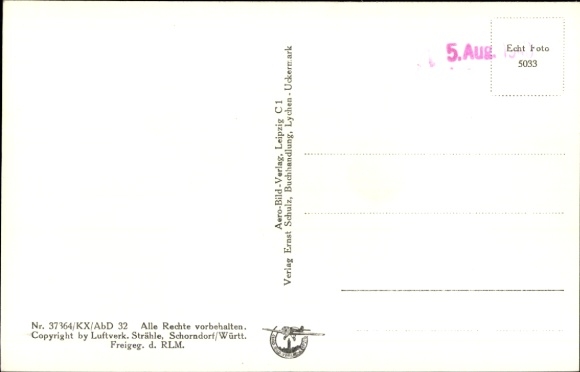 5. Aug.
Echt Foto
5033
Aero-Bild-Verlag, Leipzig C 1
Verlag Ernst Schulz, Buchhandlung, Lychen-Uckermark
Nr. 37364/KX/AbD 32 Alle Rechte vorbehalten.
Copyright by Luftverk. Strähle, Schorndorf/Württ.
Freigeg. d. RLM.